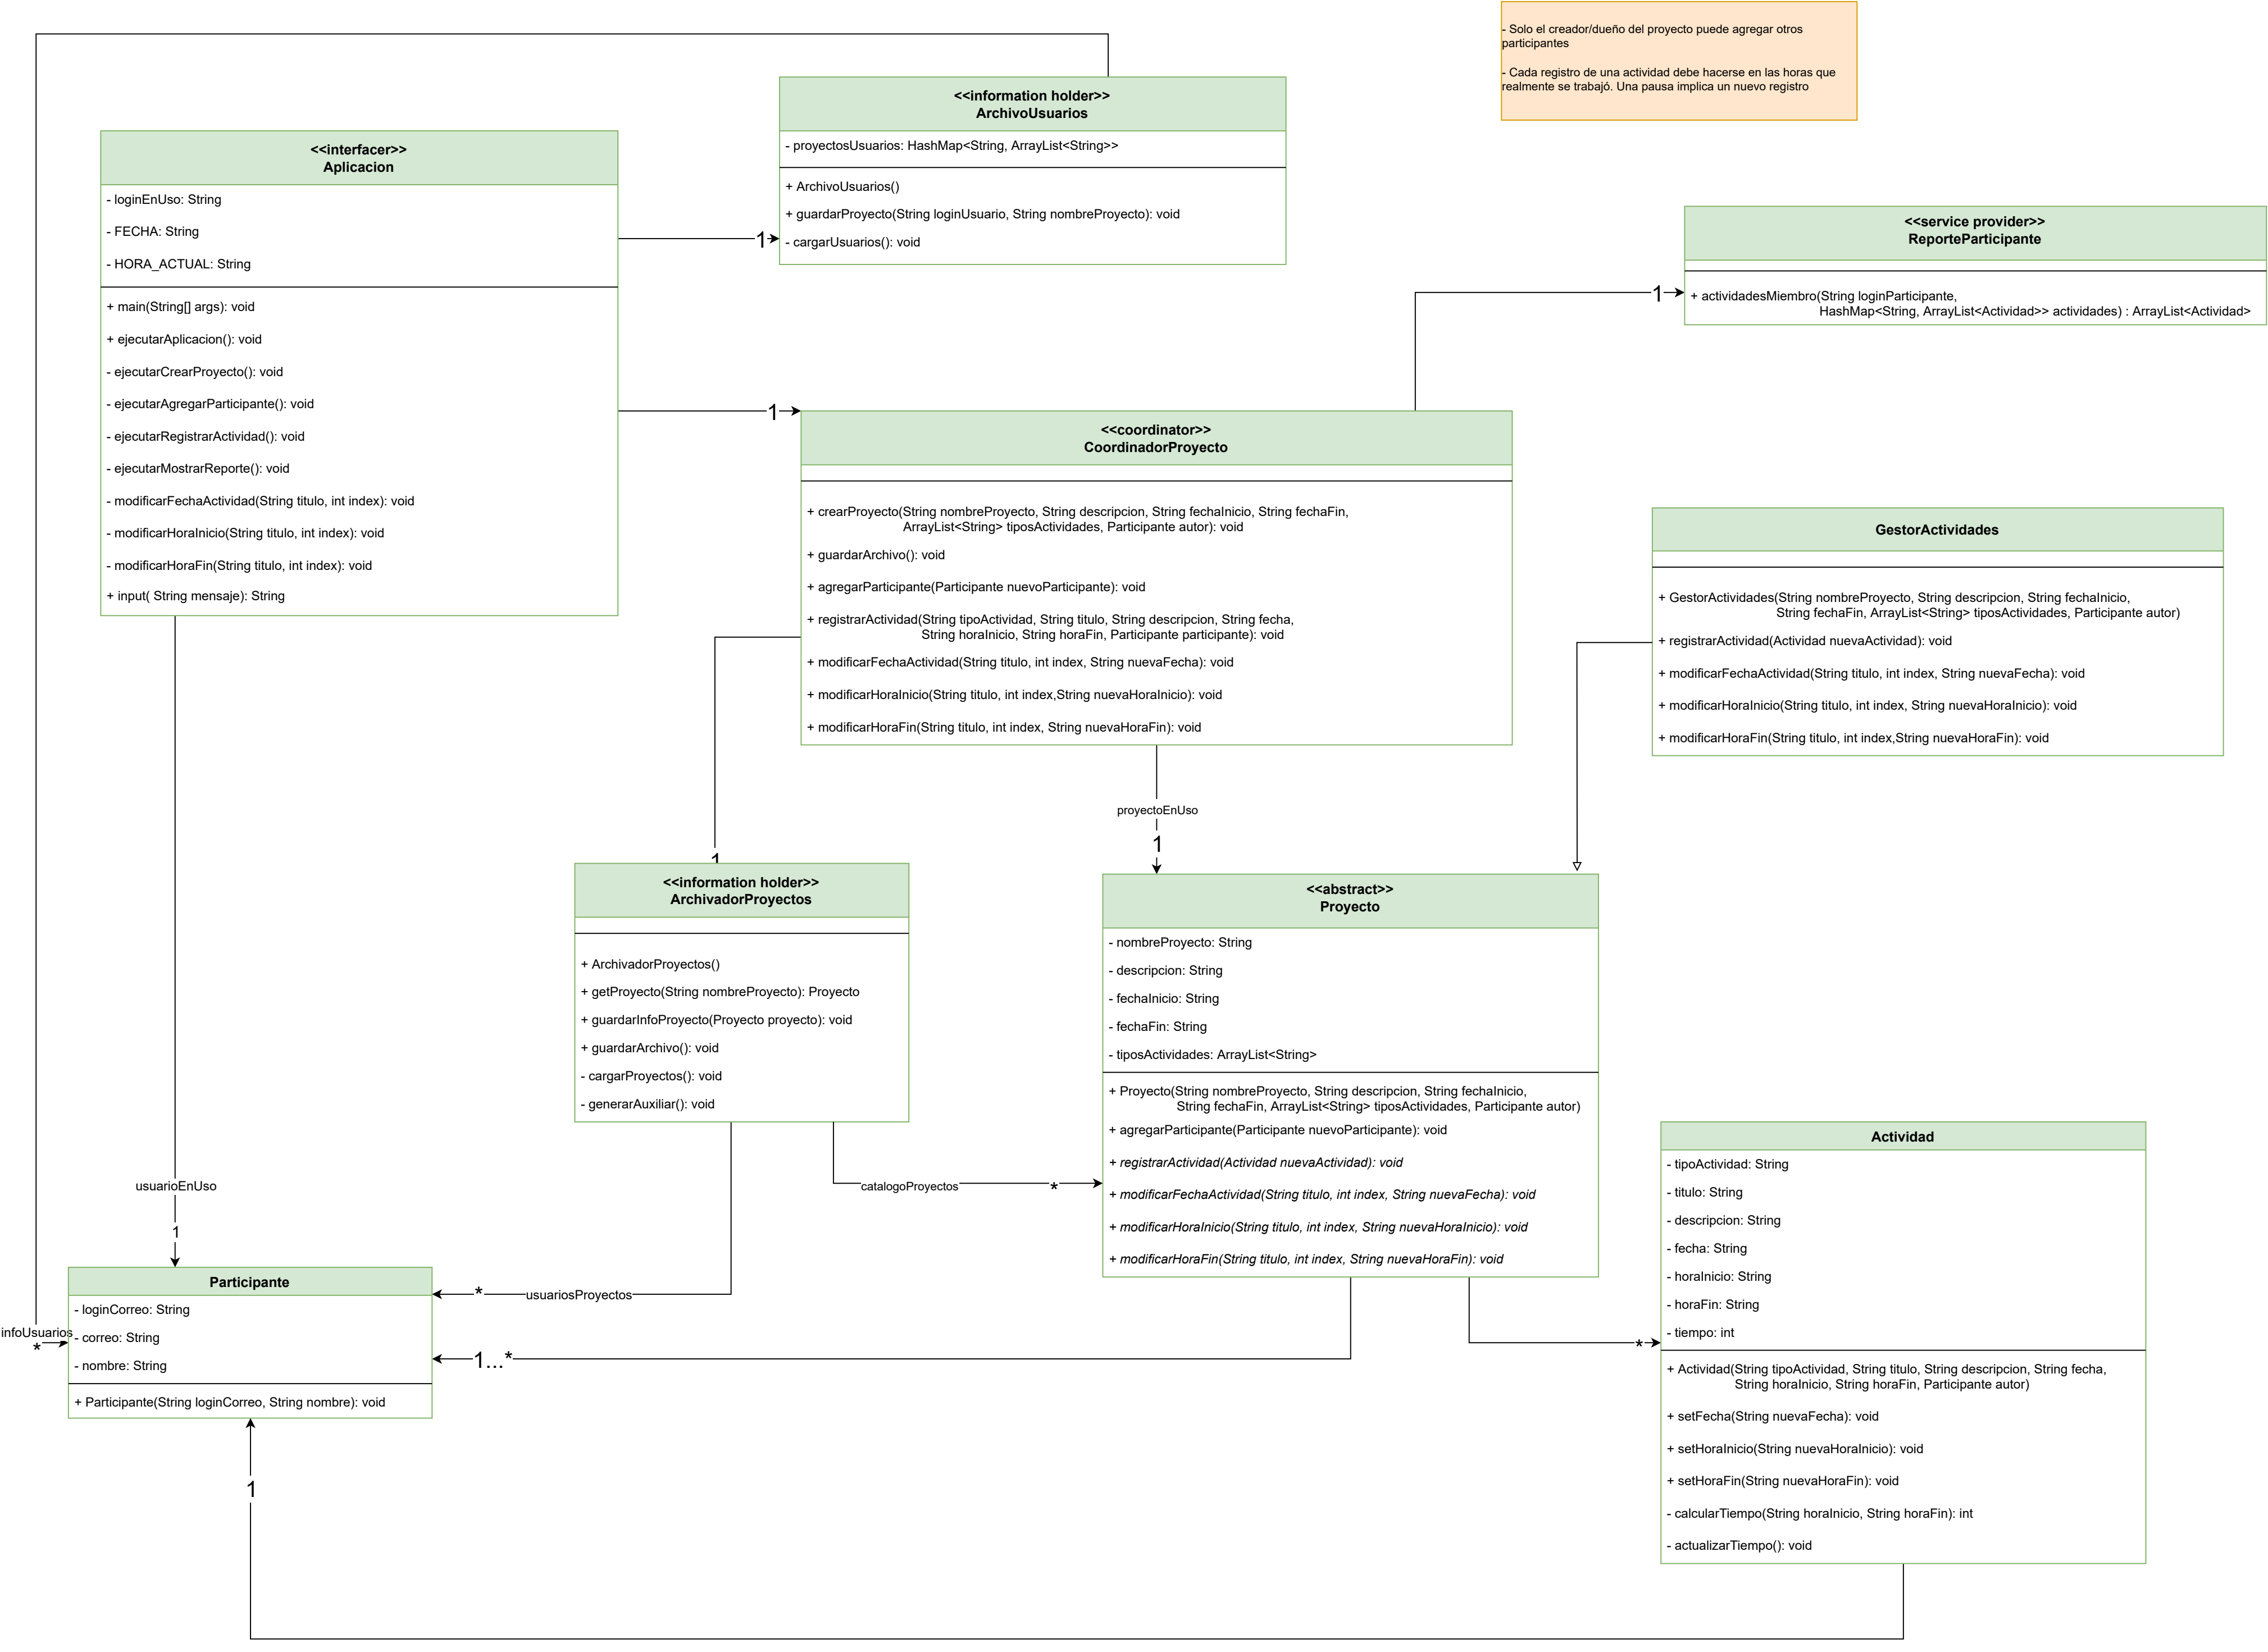 - Solo el creador/dueño del proyecto puede agregar otros
participantes
- Cada registro de una actividad debe hacerse en las horas que
realmente se trabajó. Una pausa implica un nuevo registro
<<information holder>>
ArchivoUsuarios
- proyectosUsuarios: HashMap<String, ArrayList<String>>
+ ArchivoUsuarios()
+ guardarProyecto(String loginUsuario, String nombreProyecto): void
- cargarUsuarios(): void
<<interfacer>>
Aplicacion
- loginEnUso: String
- FECHA: String
- HORA_ACTUAL: String
+ main(String[] args): void
+ ejecutarAplicacion(): void
- ejecutarCrearProyecto(): void
- ejecutarAgregarParticipante(): void
- ejecutarRegistrarActividad(): void
- ejecutarMostrarReporte(): void
- modificarFechaActividad(String titulo, int index): void
- modificarHoraInicio(String titulo, int index): void
- modificarHoraFin(String titulo, int index): void
+ input( String mensaje): String
1
1
1
<<service provider>>
ReporteParticipante
+ actividadesMiembro(String loginParticipante,
HashMap<String, ArrayList<Actividad>> actividades) : ArrayList<Actividad>
<<coordinator>>
CoordinadorProyecto
+ crearProyecto(String nombreProyecto, String descripcion, String fechaInicio, String fechaFin,
ArrayList<String> tiposActividades, Participante autor): void
+ guardarArchivo(): void
+ agregarParticipante(Participante nuevoParticipante): void
+ registrarActividad(String tipoActividad, String titulo, String descripcion, String fecha,
String horaInicio, String horaFin, Participante participante): void
+ modificarFechaActividad(String titulo, int index, String nuevaFecha): void
+ modificarHoraInicio(String titulo, int index,String nuevaHoraInicio): void
+ modificarHoraFin(String titulo, int index, String nuevaHoraFin): void
GestorActividades
+ GestorActividades(String nombreProyecto, String descripcion, String fechaInicio,
String fechaFin, ArrayList<String> tiposActividades, Participante autor)
+ registrarActividad(Actividad nuevaActividad): void
+ modificarFechaActividad(String titulo, int index, String nuevaFecha): void
+ modificarHoraInicio(String titulo, int index, String nuevaHoraInicio): void
+ modificarHoraFin(String titulo, int index,String nuevaHoraFin): void
proyectoEnUso
1
1
<<information holder>>
ArchivadorProyectos
+ ArchivadorProyectos()
+ getProyecto(String nombreProyecto): Proyecto
+ guardarInfoProyecto(Proyecto proyecto): void
+ guardarArchivo(): void
- cargarProyectos(): void
- generarAuxiliar(): void
<<abstract>>
Proyecto
- nombreProyecto: String
- descripcion: String
- fechaInicio: String
- fechaFin: String
- tiposActividades: ArrayList<String>
+ Proyecto(String nombreProyecto, String descripcion, String fechaInicio,
String fechaFin, ArrayList<String> tiposActividades, Participante autor)
+ agregarParticipante(Participante nuevoParticipante): void
+ registrarActividad(Actividad nuevaActividad): void
+ modificarFechaActividad(String titulo, int index, String nuevaFecha): void
+ modificarHoraInicio(String titulo, int index, String nuevaHoraInicio): void
+ modificarHoraFin(String titulo, int index, String nuevaHoraFin): void
catalogoProyectos
*
usuarioEnUso
1
Participante
- loginCorreo: String
- correo: String
- nombre: String
+ Participante(String loginCorreo, String nombre): void
infoUsuarios
*
* usuariosProyectos
1...*
*
1
Actividad
- tipoActividad: String
- titulo: String
- descripcion: String
- fecha: String
- horaInicio: String
- horaFin: String
- tiempo: int
+ Actividad(String tipoActividad, String titulo, String descripcion, String fecha,
String horaInicio, String horaFin, Participante autor)
+ setFecha(String nuevaFecha): void
+ setHoraInicio(String nuevaHoraInicio): void
+ setHoraFin(String nuevaHoraFin): void
- calcularTiempo(String horaInicio, String horaFin): int
- actualizarTiempo(): void